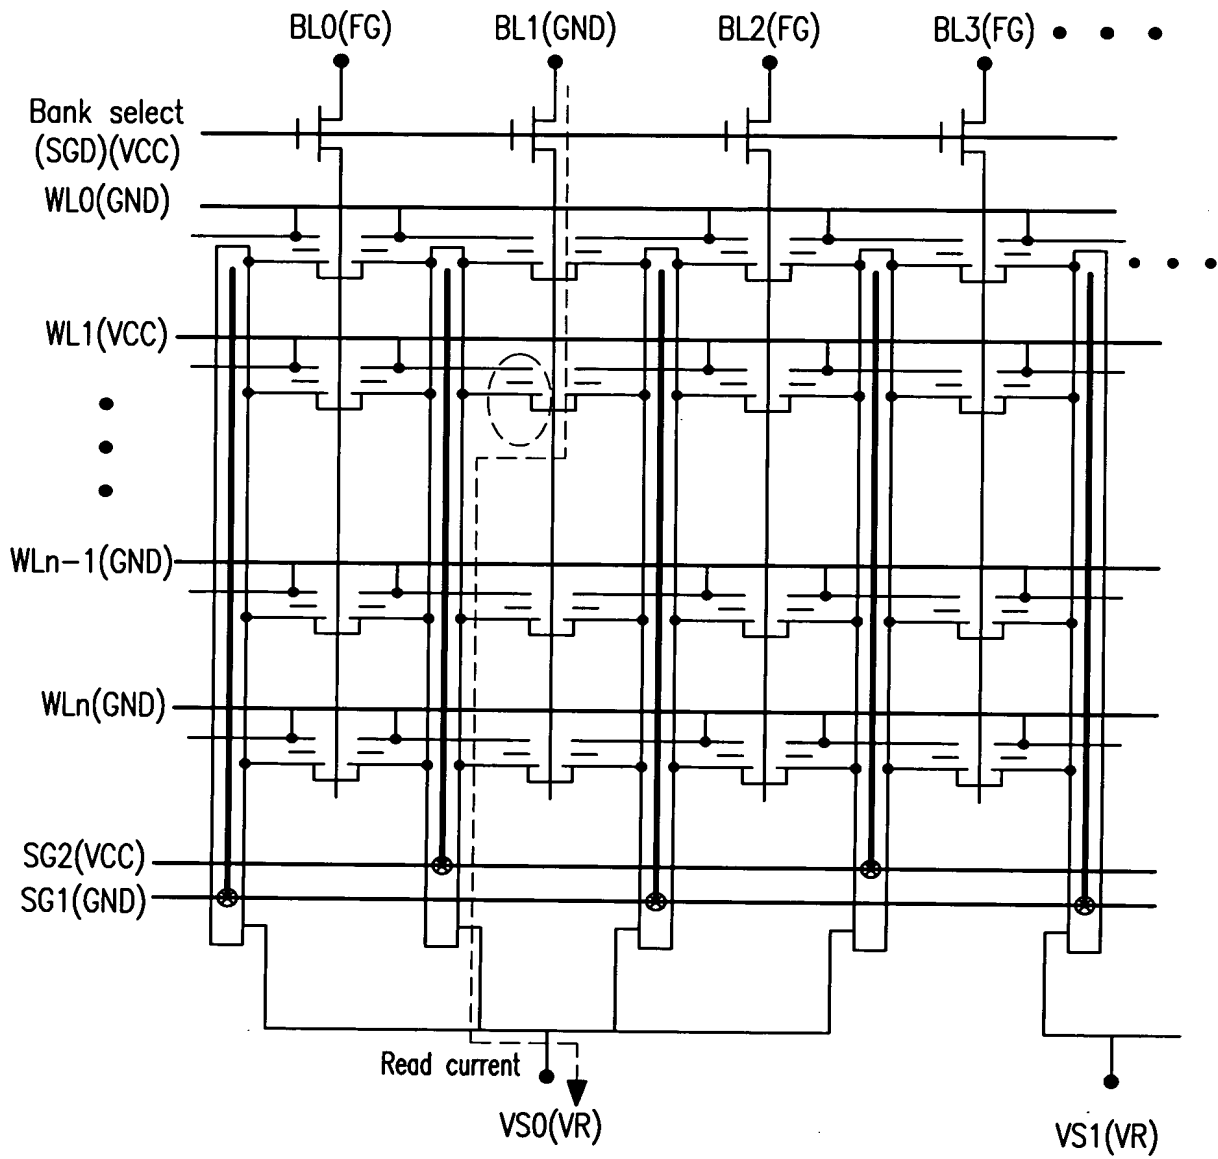 BL0(FG) BL1(GND) BL2(FG) BL3(FG)
Bank select
(SGD)(VCC)
WL0(GND)
WL1(VCC)
WLn-1(GND)
WLn(GND)
SG2(VCC)
SG1(GND)
Read current
VS0(VR)
VS1(VR)